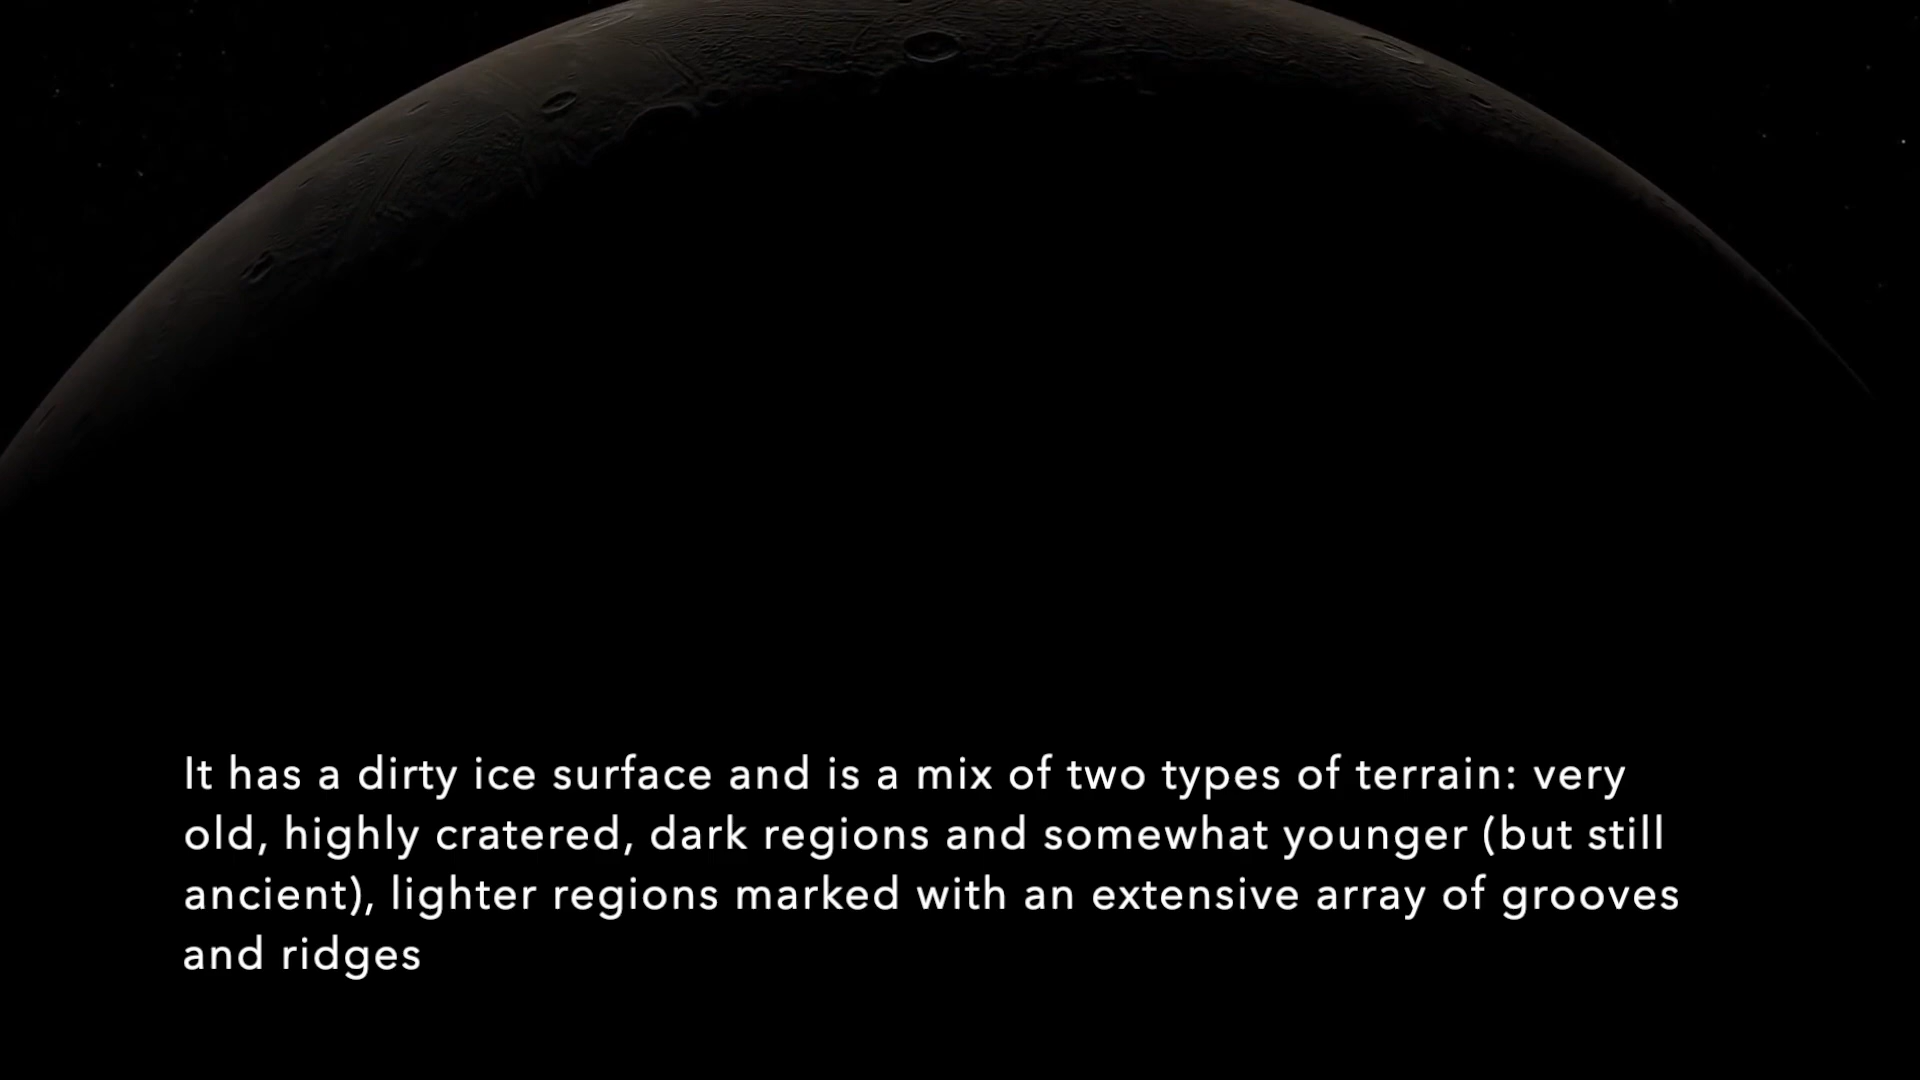 It has a dirty ice surface and is a mix of two types of terrain: very
old, highly cratered, dark regions and somewhat younger (but still
ancient), lighter regions marked with an extensive array of grooves
and ridges